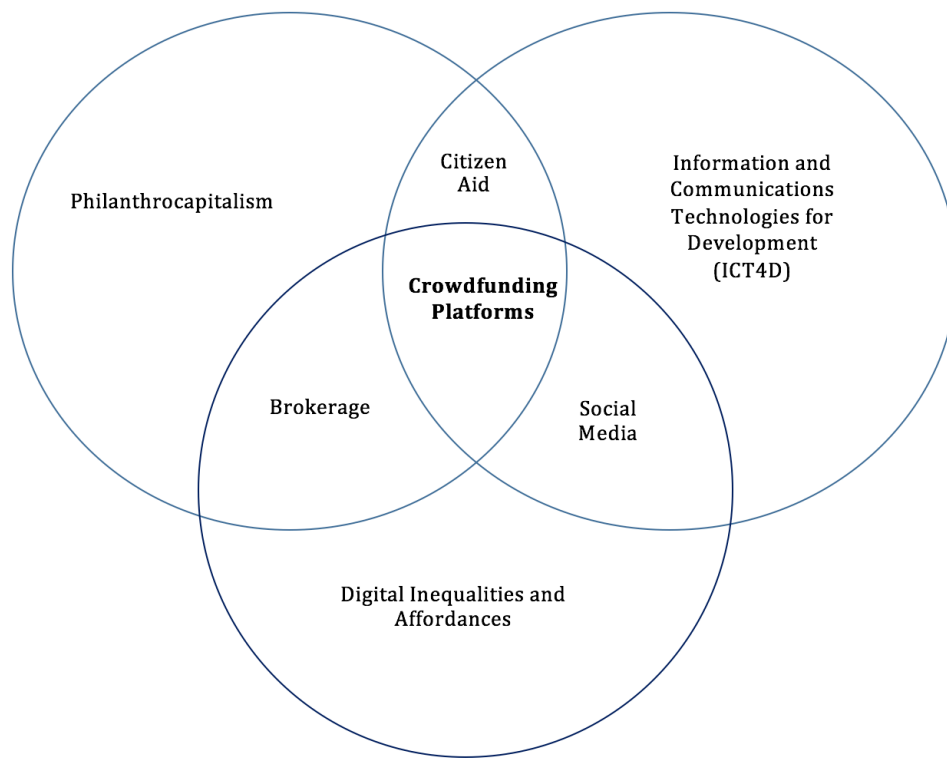 Philanthrocapitalism
Citizen
Aid
Information and
Communications
Technologies for
Development
(ICT4D)
Crowdfunding
Platforms
Brokerage
Social
Media
Digital Inequalities and
Affordances